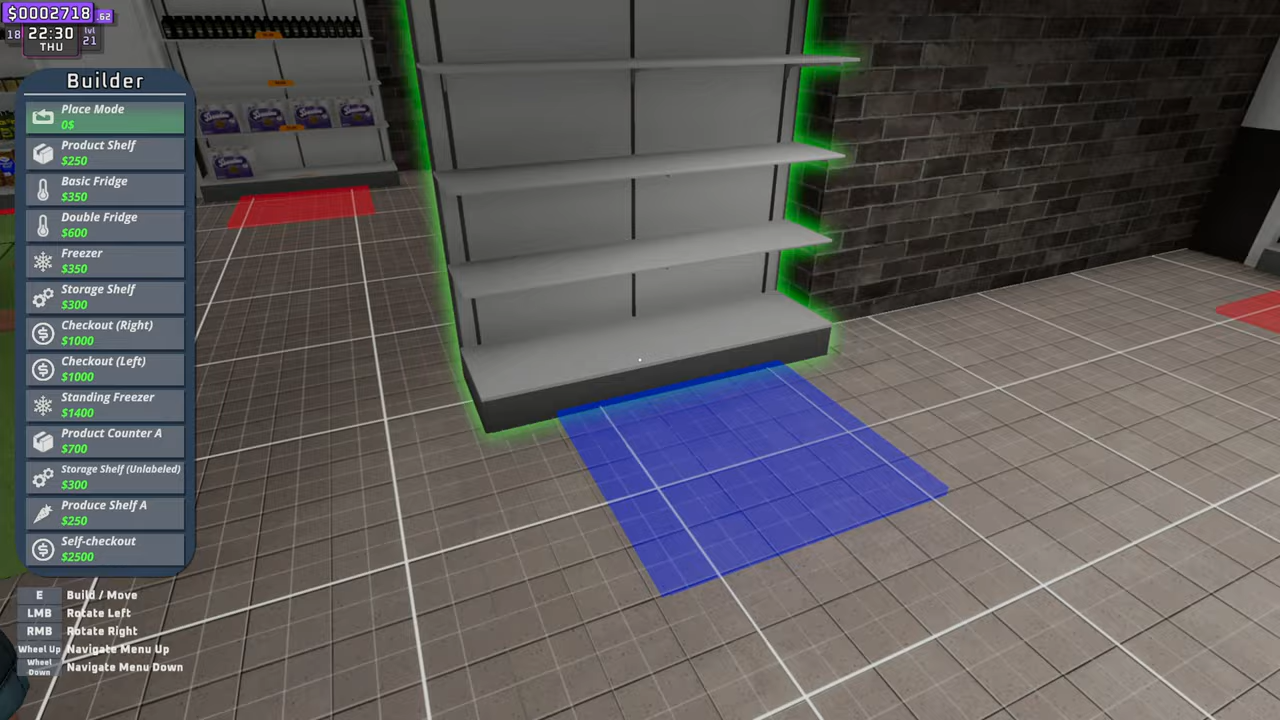 $0002718.62
18 22:30 lvl
THU 21
Builder
Place Mode
0$
Product Shelf
$250
Basic Fridge
$350
Double Fridge
$600
Freezer
$350
Storage Shelf
$300
Checkout (Right)
$1000
Checkout (Left)
$1000
Standing Freezer
$1400
Product Counter A
$700
Storage Shelf (Unlabeled)
$300
Produce Shelf A
$250
Self-checkout
$2500
E Build / Move
LMB Rotate Left
RMB Rotate Right
Wheel Up Navigate Menu Up
Wheel Down Navigate Menu Down